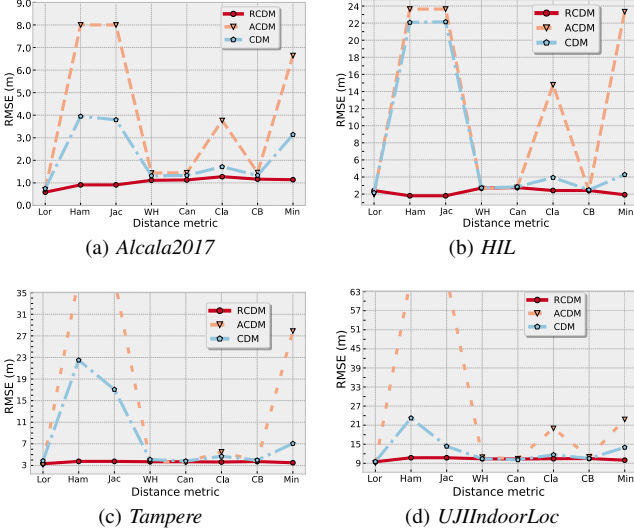 9.0
8.0
7.0
6.0
5.0
4.0
3.0
2.0
1.0
0.0
RMSE (m)
RCDM
ACDM
CDM
Lor Ham Jac WH Can Cla CB Min
Distance metric
(a) Alcala2017
24
22
20
18
16
14
12
10
8
6
4
2
RMSE (m)
RCDM
ACDM
CDM
Lor Ham Jac WH Can Cla CB Min
Distance metric
(b) HIL
35
31
27
23
19
15
11
7
3
RMSE (m)
RCDM
ACDM
CDM
Lor Ham Jac WH Can Cla CB Min
Distance metric
(c) Tampere
63
57
51
45
39
33
27
21
15
9
RMSE (m)
RCDM
ACDM
CDM
Lor Ham Jac WH Can Cla CB Min
Distance metric
(d) UJIIndoorLoc